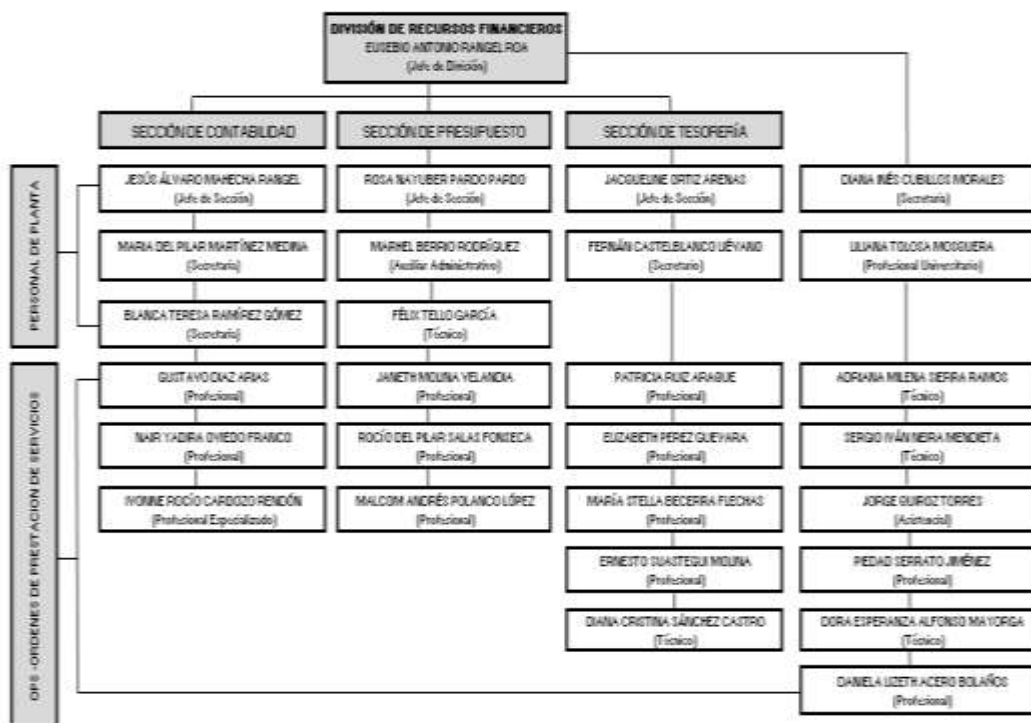 DIVISIÓN DE RECURSOS FINANCIEROS
EUSEBIO ANTONIO RANGEL ROA
(Jefe de División)
SECCIÓN DE CONTABILIDAD
SECCIÓN DE PRESUPUESTO
SECCIÓN DE TESORERÍA
PERSONAL DE PLANTA
JESÚS ÁLVARO MAHECHA RANGEL
(Jefe de Sección)
ROSA NAYUBER PARDO PARDO
(Jefe de Sección)
JACQUELINE ORTIZ ARENAS
(Jefe de Sección)
DIANA INÉS CUBILLOS MORALES
(Secretaria)
MARIA DEL PILAR MARTÍNEZ MEDINA
(Secretaria)
MARHEL BERRIO RODRÍGUEZ
(Auxiliar Administrativo)
FERNÁN CASTELBLANCO LIÉVANO
(Secretario)
LILIANA TOLOSA MOSQUERA
(Profesional Universitario)
BLANCA TERESA RAMÍREZ GÓMEZ
(Secretaria)
FÉLIX TELLO GARCÍA
(Técnico)
OPS -ORDENES DE PRESTACION DE SERVICIOS
GUSTAVO DIAZ ARIAS
(Profesional)
JANETH MOLINA VELANDIA
(Profesional)
PATRICIA RUIZ ARAQUE
(Profesional)
ADRIANA MILENA SIERRA RAMOS
(Técnico)
NAIR YADIRA OVIEDO FRANCO
(Profesional)
ROCÍO DEL PILAR SALAS FONSECA
(Profesional)
ELIZABETH PEREZ GUEVARA
(Profesional)
SERGIO IVÁN NEIRA MENDIETA
(Técnico)
IVONNE ROCÍO CARDOZO RENDÓN
(Profesional Especializado)
MALCOM ANDRÉS POLANCO LÓPEZ
(Profesional)
MARÍA STELLA BECERRA FLECHAS
(Profesional)
JORGE QUIROZ TORRES
(Asistencial)
ERNESTO SUASTEGUI MOLINA
(Profesional)
PIEDAD SERRATO JIMÉNEZ
(Profesional)
DIANA CRISTINA SÁNCHEZ CASTRO
(Técnico)
DORA ESPERANZA ALFONSO MAYORGA
(Técnico)
DANIELA LIZETH ACERO BOLAÑOS
(Profesional)